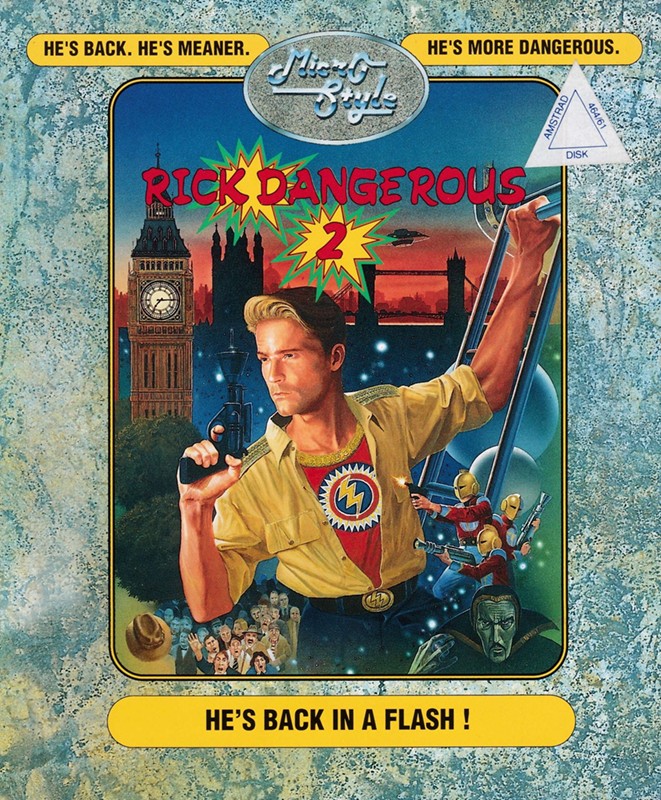 HE'S BACK. HE'S MEANER.
HE'S MORE DANGEROUS.
Micro
Style
AMSTRAD
464/61
DISK
RICK DANGEROUS
2
HE'S BACK IN A FLASH !